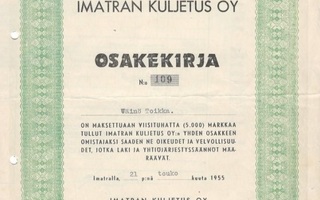 IMATRAN KULJETUS OY
OSAKEKIRJA
No 109
Wäinö Toikka.
ON MAKSETTUAAN VIISITUHATTA (5.000) MARKKAA
TULLUT IMATRAN KULJETUS OY:n YHDEN OSAKKEEN
OMISTAJAKSI SAADEN NE OIKEUDET JA VELVOLLISUU-
DET, JOTKA LAKI JA YHTIÖJÄRJESTYSSÄÄNNÖT MÄÄ-
RÄÄVÄT.
Imatralla, 21 p:nä touko kuuta 1955
IMATRAN KULJETUS OY